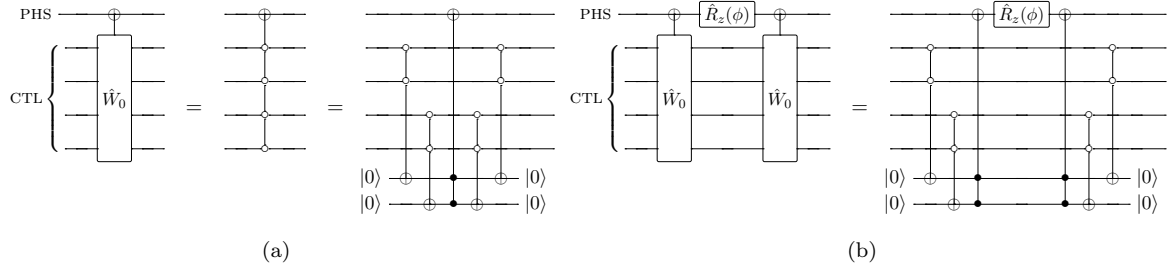 PHS
CTL
Ŵ₀
=
=
|0⟩ |0⟩
|0⟩ |0⟩
(a)
PHS R̂z(ϕ)
CTL
Ŵ₀ Ŵ₀
=
R̂z(ϕ)
|0⟩ |0⟩
|0⟩ |0⟩
(b)